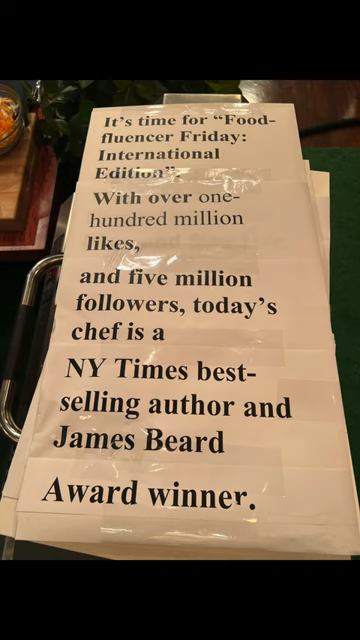 It's time for “Food-
fluencer Friday:
International
Edition”.
With over one-
hundred million
likes,
and five million
followers, today's
chef is a
NY Times best-
selling author and
James Beard
Award winner.